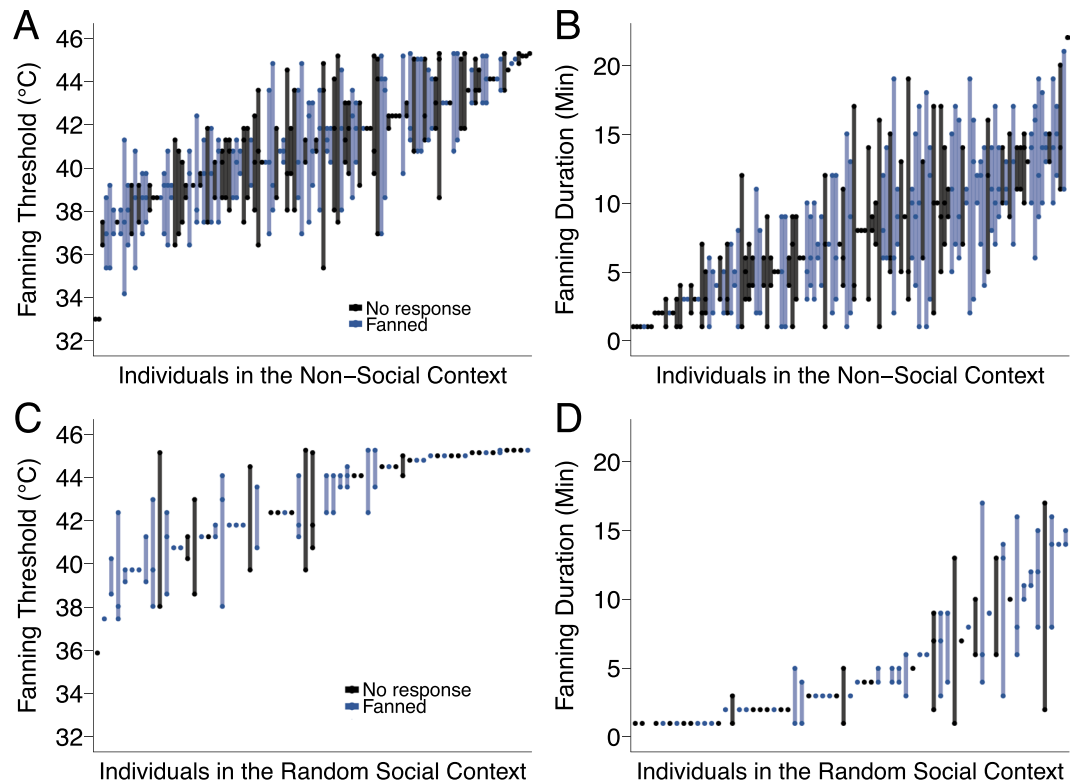 A
Fanning Threshold (°C)
46
44
42
40
38
36
34
32
No response
Fanned
Individuals in the Non−Social Context
B
Fanning Duration (Min)
20
15
10
5
0
Individuals in the Non−Social Context
C
Fanning Threshold (°C)
46
44
42
40
38
36
34
32
No response
Fanned
Individuals in the Random Social Context
D
Fanning Duration (Min)
20
15
10
5
0
Individuals in the Random Social Context